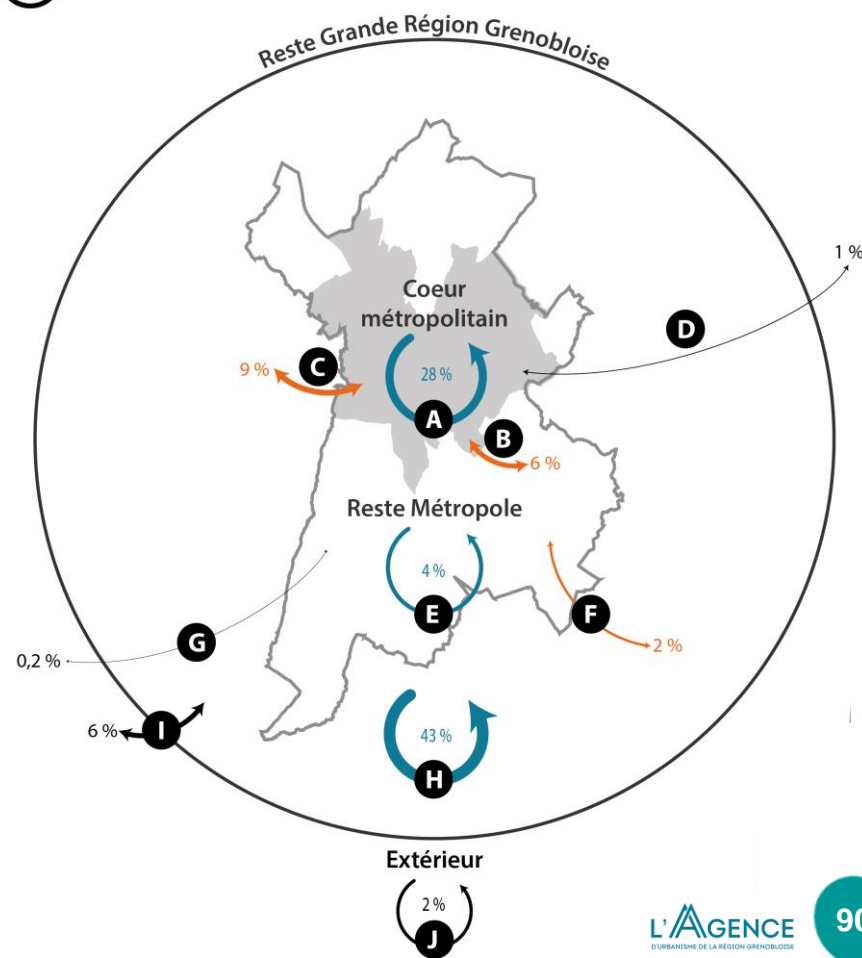 Reste Grande Région Grenobloise
1 %
D
Coeur
métropolitain
C
9 %
28 %
A
B
6 %
Reste Métropole
4 %
E
F
G
0,2 %
2 %
I
6 %
43 %
H
Extérieur
2 %
J
L'AGENCE
D'URBANISME DE LA RÉGION GRENOBLOISE
90